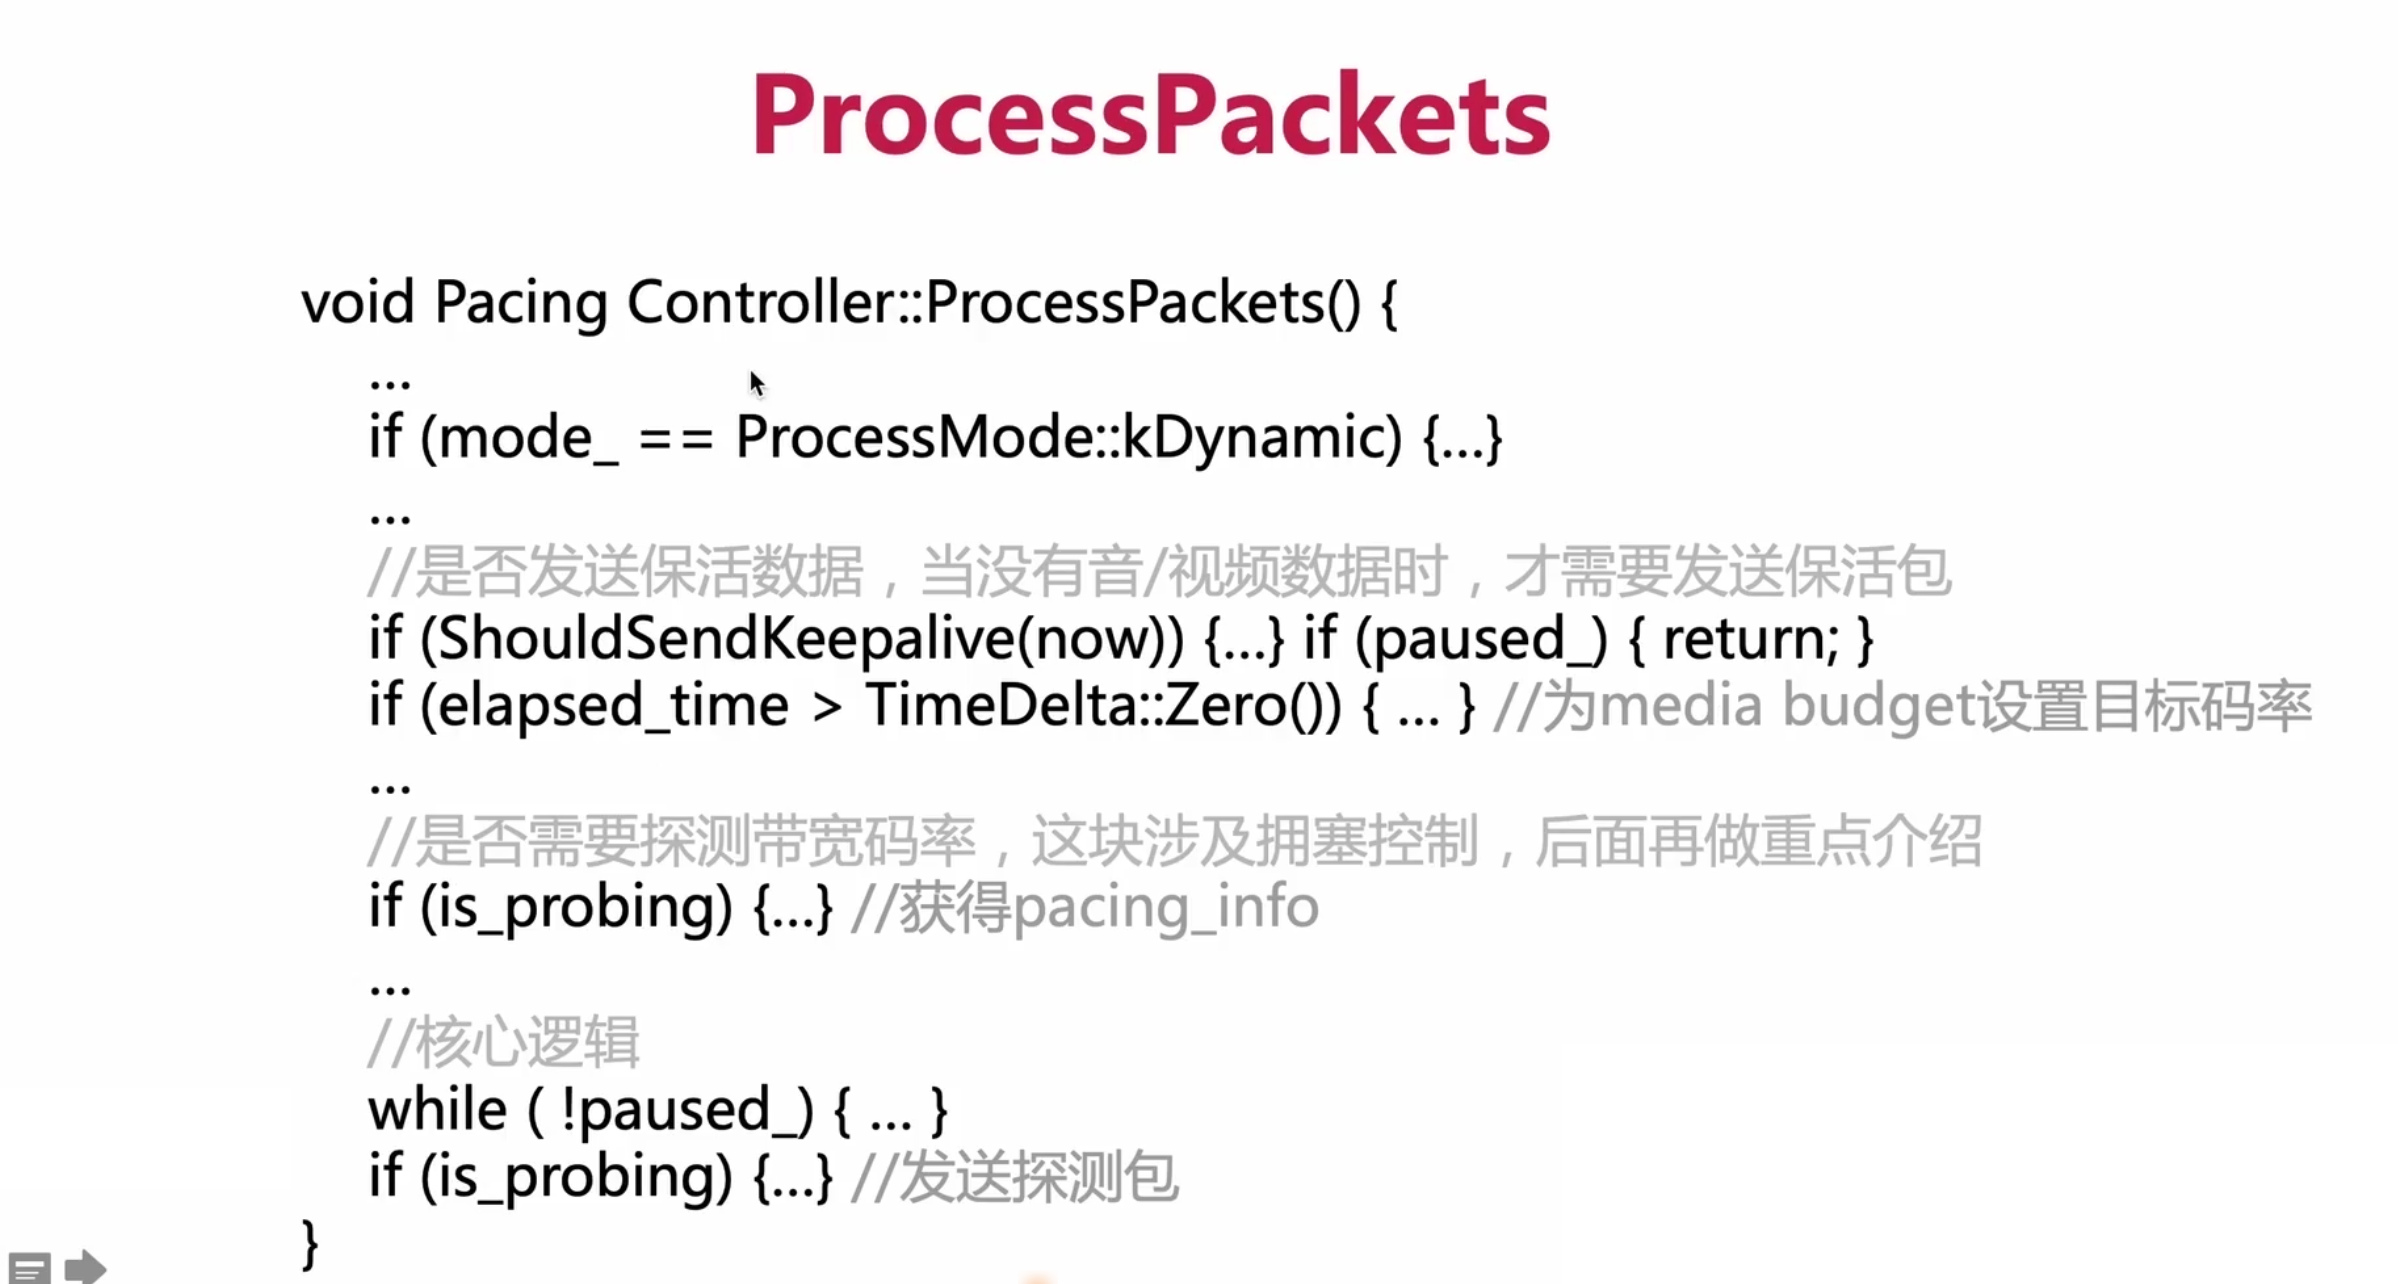 ProcessPackets
void Pacing Controller::ProcessPackets() {
...
if (mode_ == ProcessMode::kDynamic) {...}
...
//是否发送保活数据，当没有音/视频数据时，才需要发送保活包
if (ShouldSendKeepalive(now)) {...} if (paused_) { return; }
if (elapsed_time > TimeDelta::Zero()) { ... } //为media budget设置目标码率
...
//是否需要探测带宽码率，这块涉及拥塞控制，后面再做重点介绍
if (is_probing) {...} //获得pacing_info
...
//核心逻辑
while ( !paused_) { ... }
if (is_probing) {...} //发送探测包
}